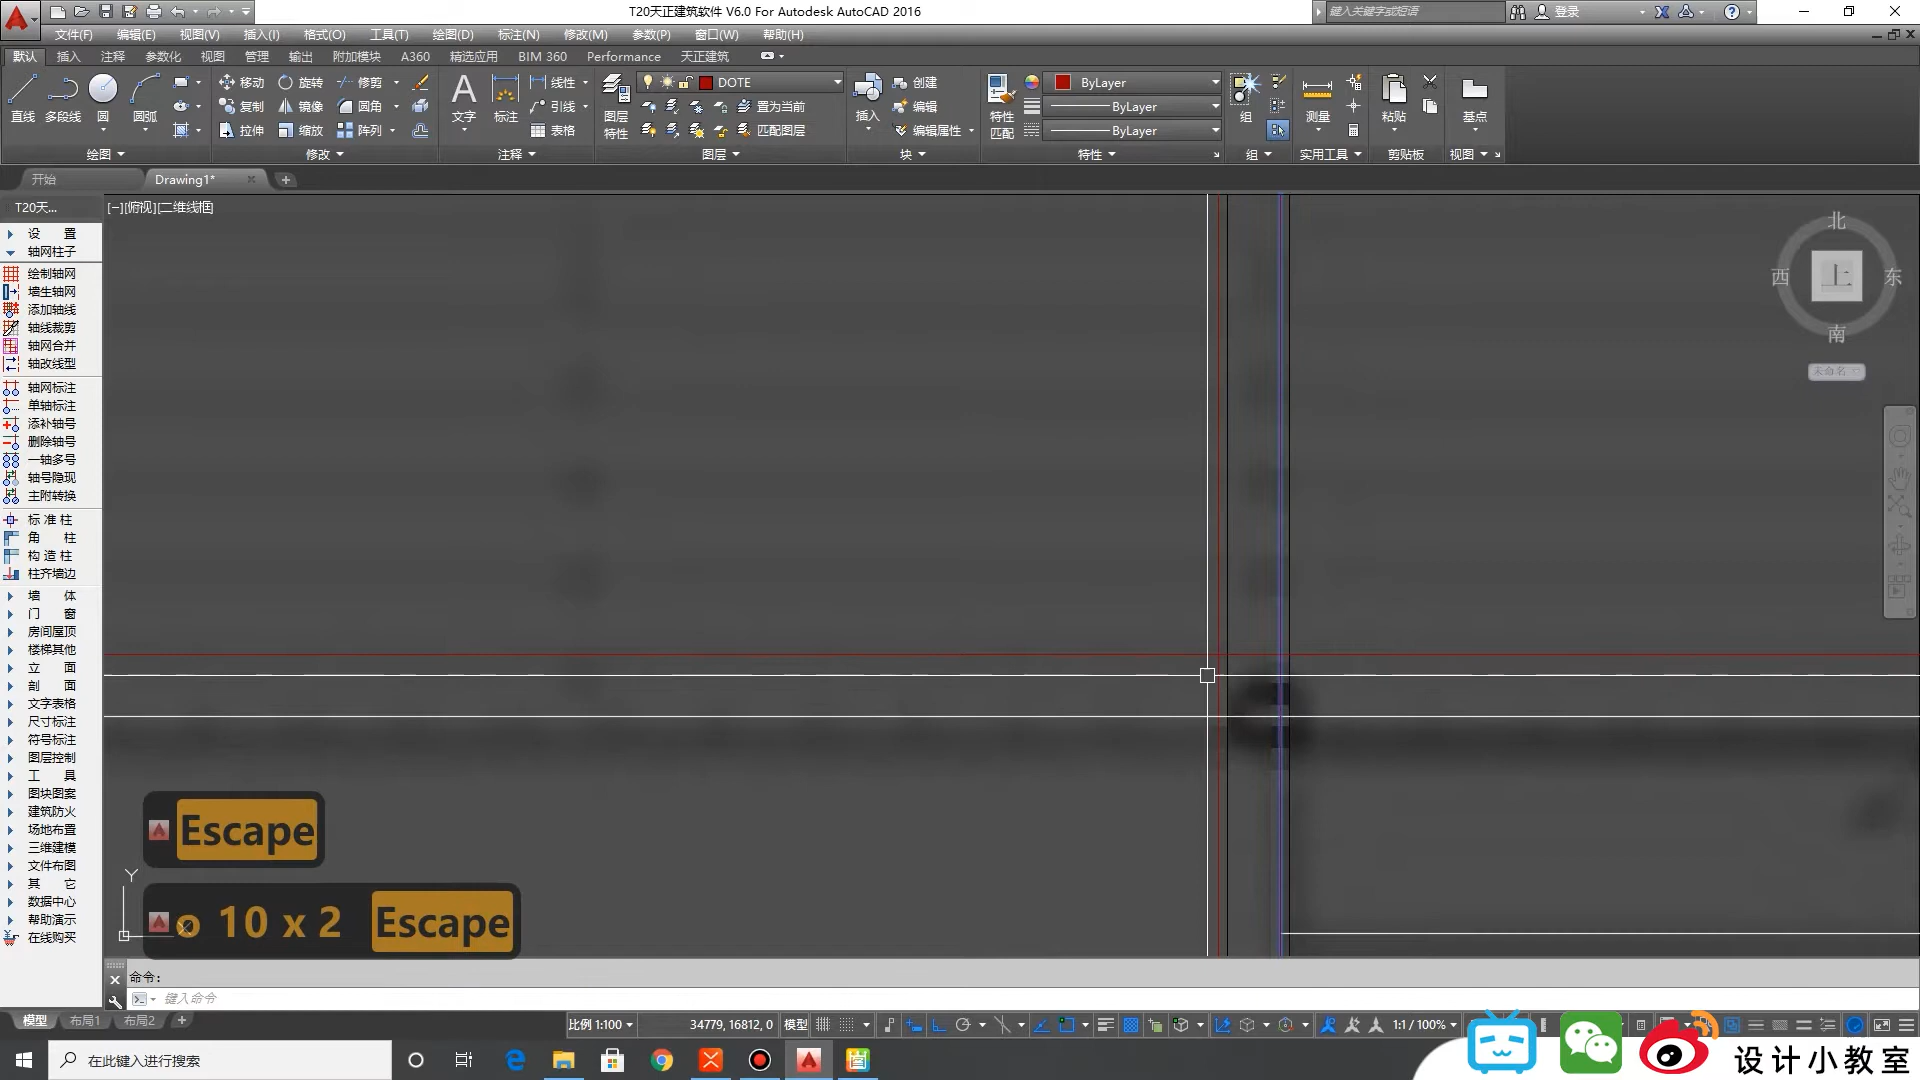 T20天正建筑软件 V6.0 For Autodesk AutoCAD 2016
键入关键字或短语
登录
文件(F) 编辑(E) 视图(V) 插入(I) 格式(O) 工具(T) 绘图(D) 标注(N) 修改(M) 参数(P) 窗口(W) 帮助(H)
默认 插入 注释 参数化 视图 管理 输出 附加模块 A360 精选应用 BIM 360 Performance 天正建筑
移动 旋转 修剪
复制 镜像 圆角
拉伸 缩放 阵列
直线 多段线 圆 圆弧
文字 标注
线性
引线
表格
图层
特性
DOTE
置为当前
匹配图层
插入
创建
编辑
编辑属性
特性
匹配
ByLayer
ByLayer
ByLayer
组 测量 粘贴 基点
绘图 修改 注释 图层 块 特性 组 实用工具 剪贴板 视图
开始 Drawing1*
T20天...
[−][俯视][二维线框]
设 置
轴网柱子
绘制轴网
墙生轴网
添加轴线
轴线裁剪
轴网合并
轴改线型
轴网标注
单轴标注
添补轴号
删除轴号
一轴多号
轴号隐现
主附转换
标 准 柱
角 柱
构 造 柱
柱齐墙边
墙 体
门 窗
房间屋顶
楼梯其他
立 面
剖 面
文字表格
尺寸标注
符号标注
图层控制
工 具
图块图案
建筑防火
场地布置
三维建模
文件布图
其 它
数据中心
帮助演示
在线购买
北
西 上 东
南
未命名
Escape
o 10 x 2 Escape
Y
X
命令:
键入命令
模型 布局1 布局2
比例 1:100 34779, 16812, 0 模型 1:1 / 100%
在此键入进行搜索
设计小教室